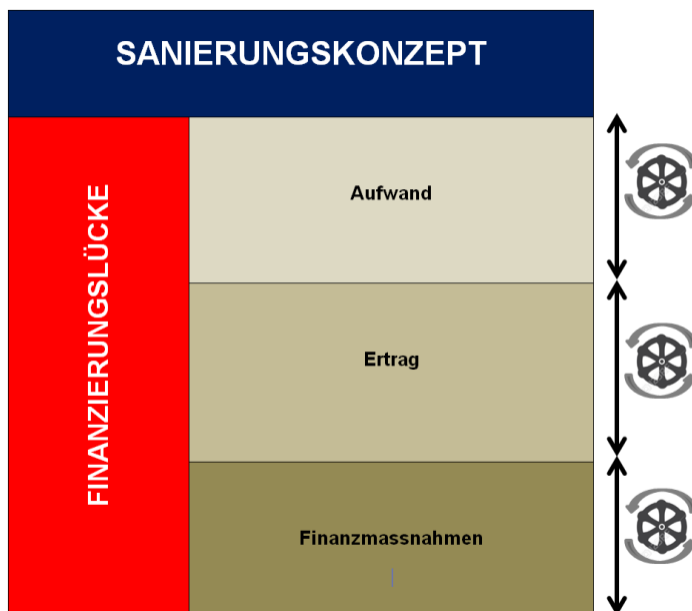 SANIERUNGSKONZEPT
FINANZIERUNGSLÜCKE
Aufwand
Ertrag
Finanzmassnahmen